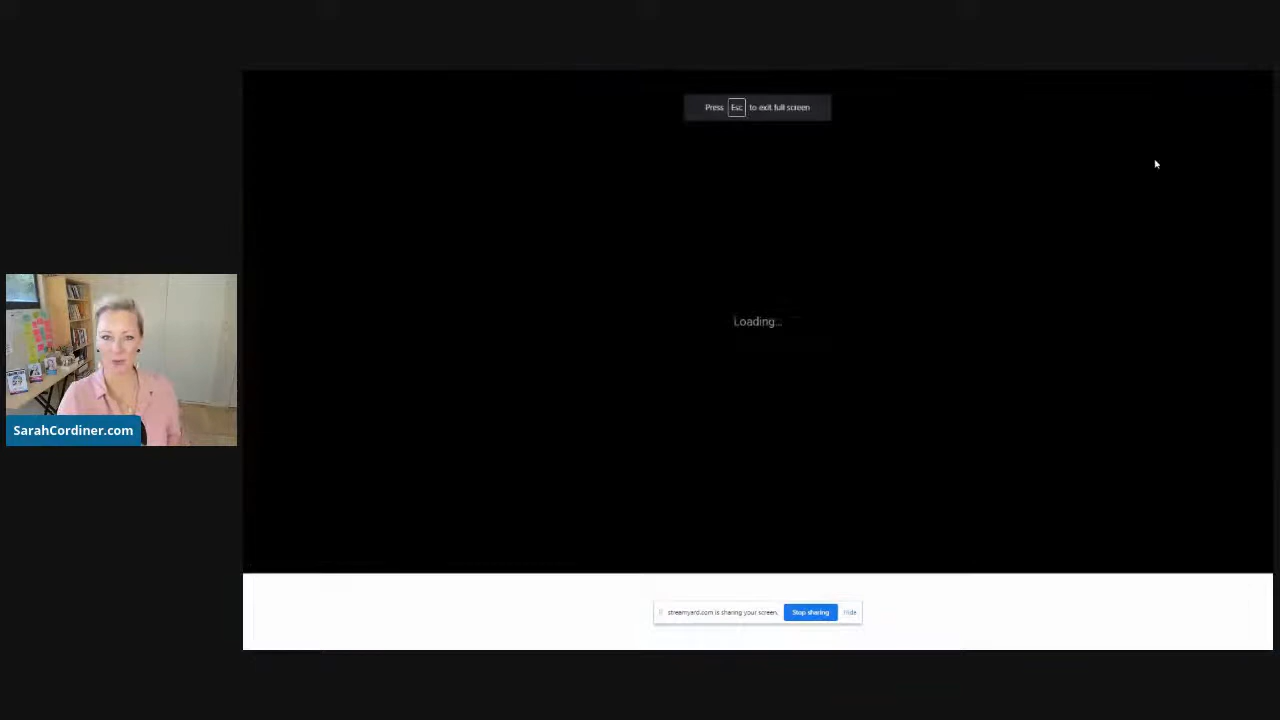 Press Esc to exit full screen
Loading...
SarahCordiner.com
streamyard.com is sharing your screen. Stop sharing Hide